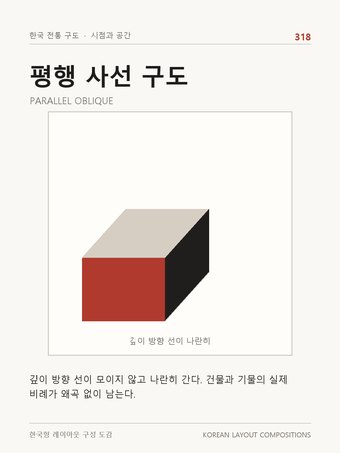 한국 전통 구도 · 시점과 공간
318
평행 사선 구도
PARALLEL OBLIQUE
깊이 방향 선이 나란히
깊이 방향 선이 모이지 않고 나란히 간다. 건물과 기물의 실제
비례가 왜곡 없이 남는다.
한국형 레이아웃 구성 도감
KOREAN LAYOUT COMPOSITIONS